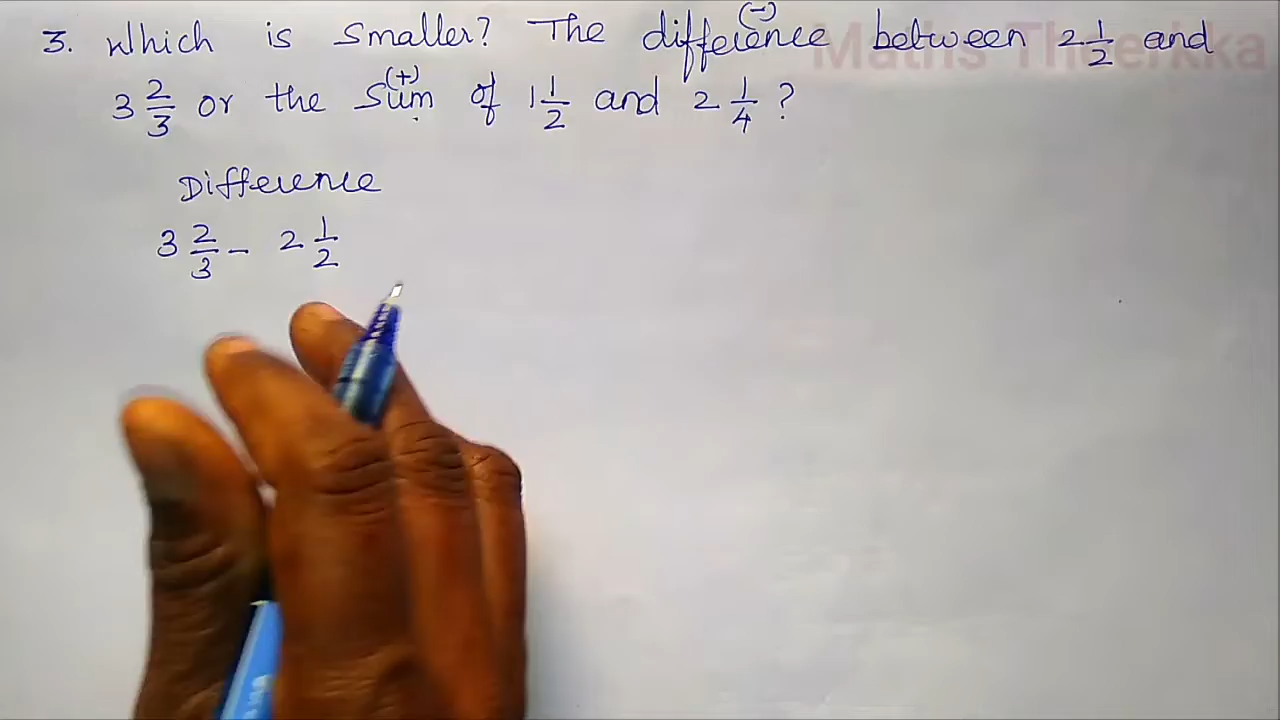 3. Which is smaller? The difference (-) between 2 1/2 and
3 2/3 or the sum (+) of 1 1/2 and 2 1/4 ?
Difference
3 2/3 - 2 1/2